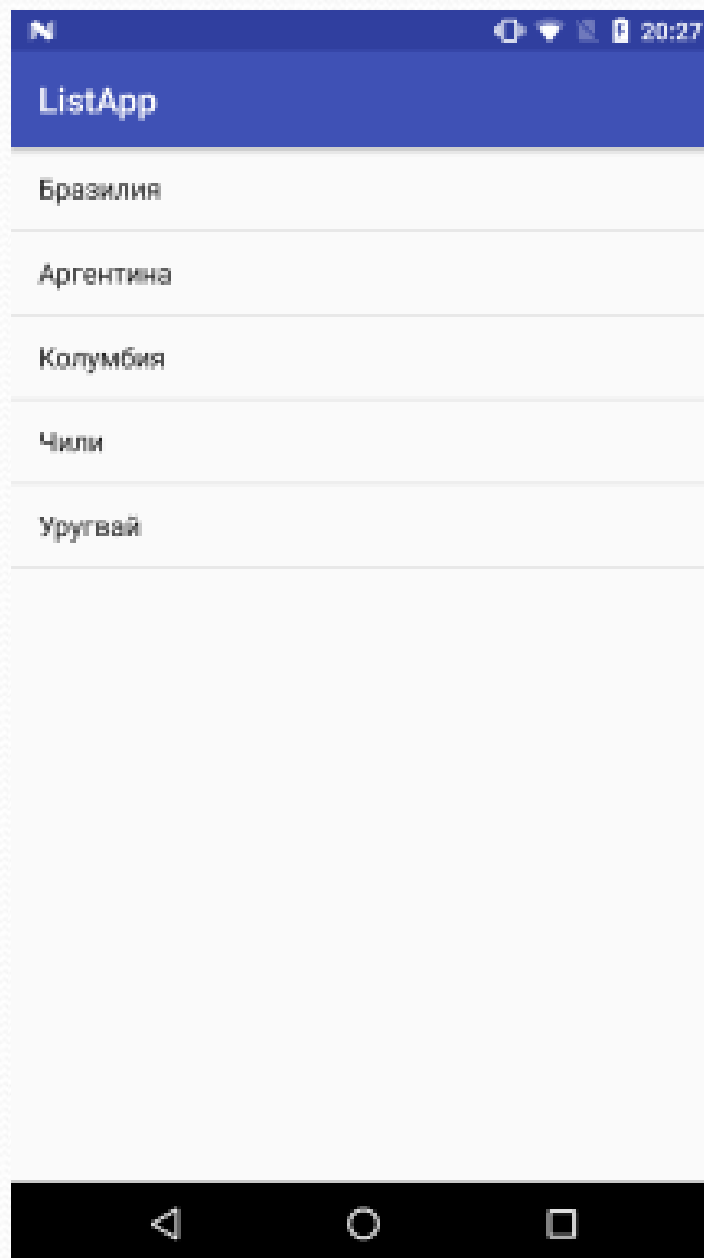 20:27
ListApp
Бразилия
Аргентина
Колумбия
Чили
Уругвай